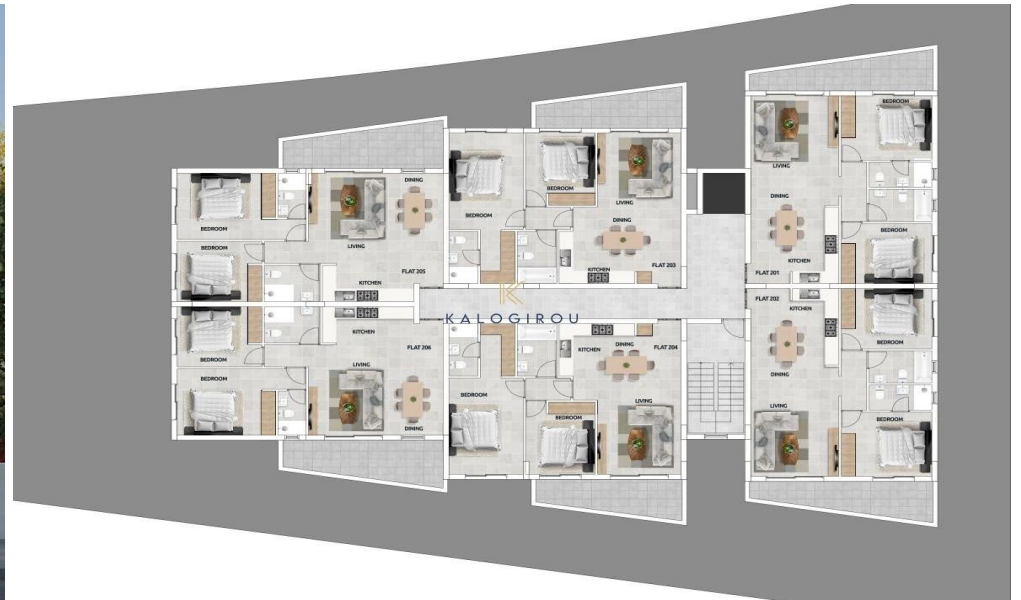 BEDROOM
LIVING
DINING
BEDROOM
KITCHEN
FLAT 201
BEDROOM
BEDROOM
LIVING
DINING
KITCHEN
FLAT 203
BEDROOM
BEDROOM
LIVING
DINING
KITCHEN
FLAT 205
KALOGIROU
KITCHEN
FLAT 206
BEDROOM
BEDROOM
LIVING
DINING
KITCHEN
DINING
FLAT 204
BEDROOM
BEDROOM
LIVING
FLAT 202
KITCHEN
BEDROOM
DINING
LIVING
BEDROOM